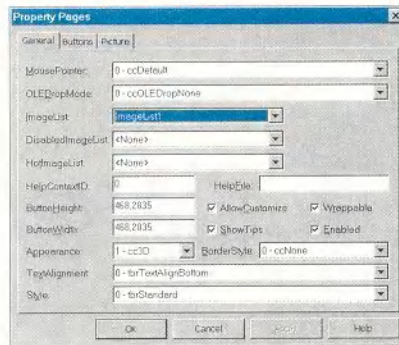 Property Pages
General Buttons Picture
MousePointer: 0 - ccDefault
OLEDropMode: 0 - ccOLEDropNone
ImageList: ImageList1
DisabledImageList: <None>
HotImageList: <None>
HelpContextID: 0 HelpFile:
ButtonHeight: 468,2835 AllowCustomize Wrappable
ButtonWidth: 468,2835 ShowTips Enabled
Appearance: 1 - cc3D BorderStyle: 0 - ccNone
TextAlignment: 0 - tbrTextAlignBottom
Style: 0 - tbrStandard
OK Cancel Apply Help